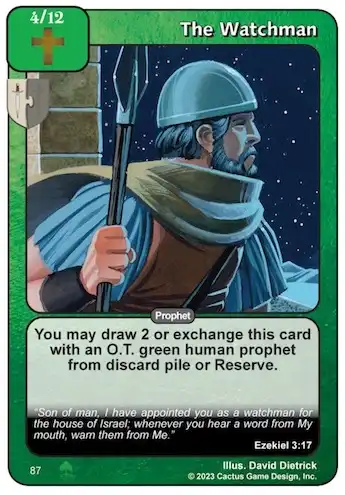 4/12
The Watchman
Prophet
You may draw 2 or exchange this card
with an O.T. green human prophet
from discard pile or Reserve.
"Son of man, I have appointed you as a watchman for
the house of Israel; whenever you hear a word from My
mouth, warn them from Me."
Ezekiel 3:17
87
Illus. David Dietrick
© 2023 Cactus Game Design, Inc.